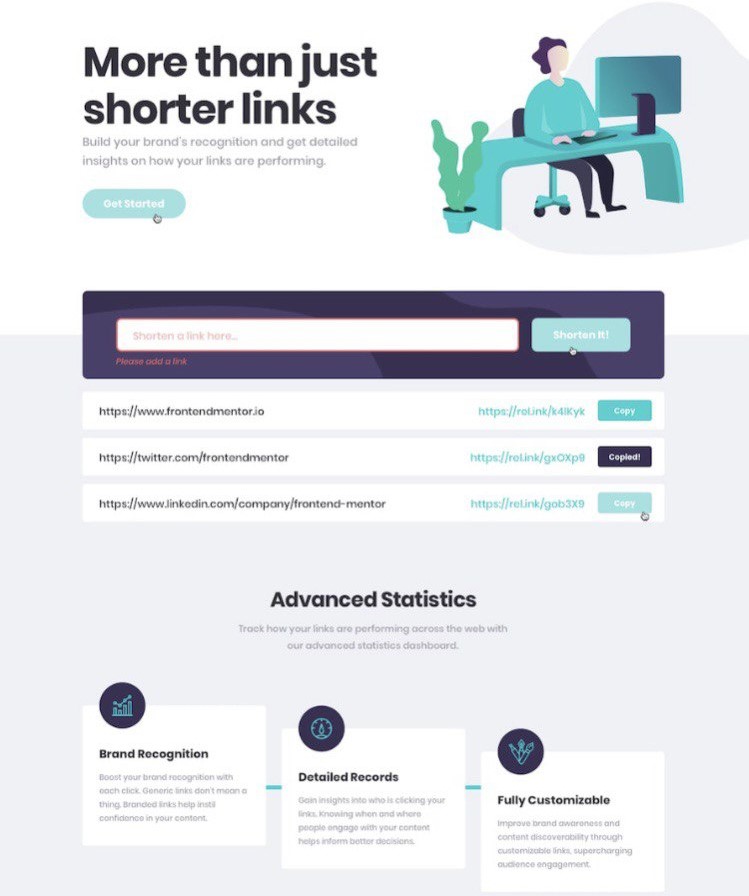 More than just
shorter links
Build your brand's recognition and get detailed
insights on how your links are performing.
Get Started
Shorten a link here...
Shorten It!
Please add a link
https://www.frontendmentor.io
https://rel.ink/k4lKyk
Copy
https://twitter.com/frontendmentor
https://rel.ink/gxOXp9
Copied!
https://www.linkedin.com/company/frontend-mentor
https://rel.ink/gob3X9
Copy
Advanced Statistics
Track how your links are performing across the web with
our advanced statistics dashboard.
Brand Recognition
Boost your brand recognition with
each click. Generic links don't mean a
thing. Branded links help instil
confidence in your content.
Detailed Records
Gain insights into who is clicking your
links. Knowing when and where
people engage with your content
helps inform better decisions.
Fully Customizable
Improve brand awareness and
content discoverability through
customizable links, supercharging
audience engagement.